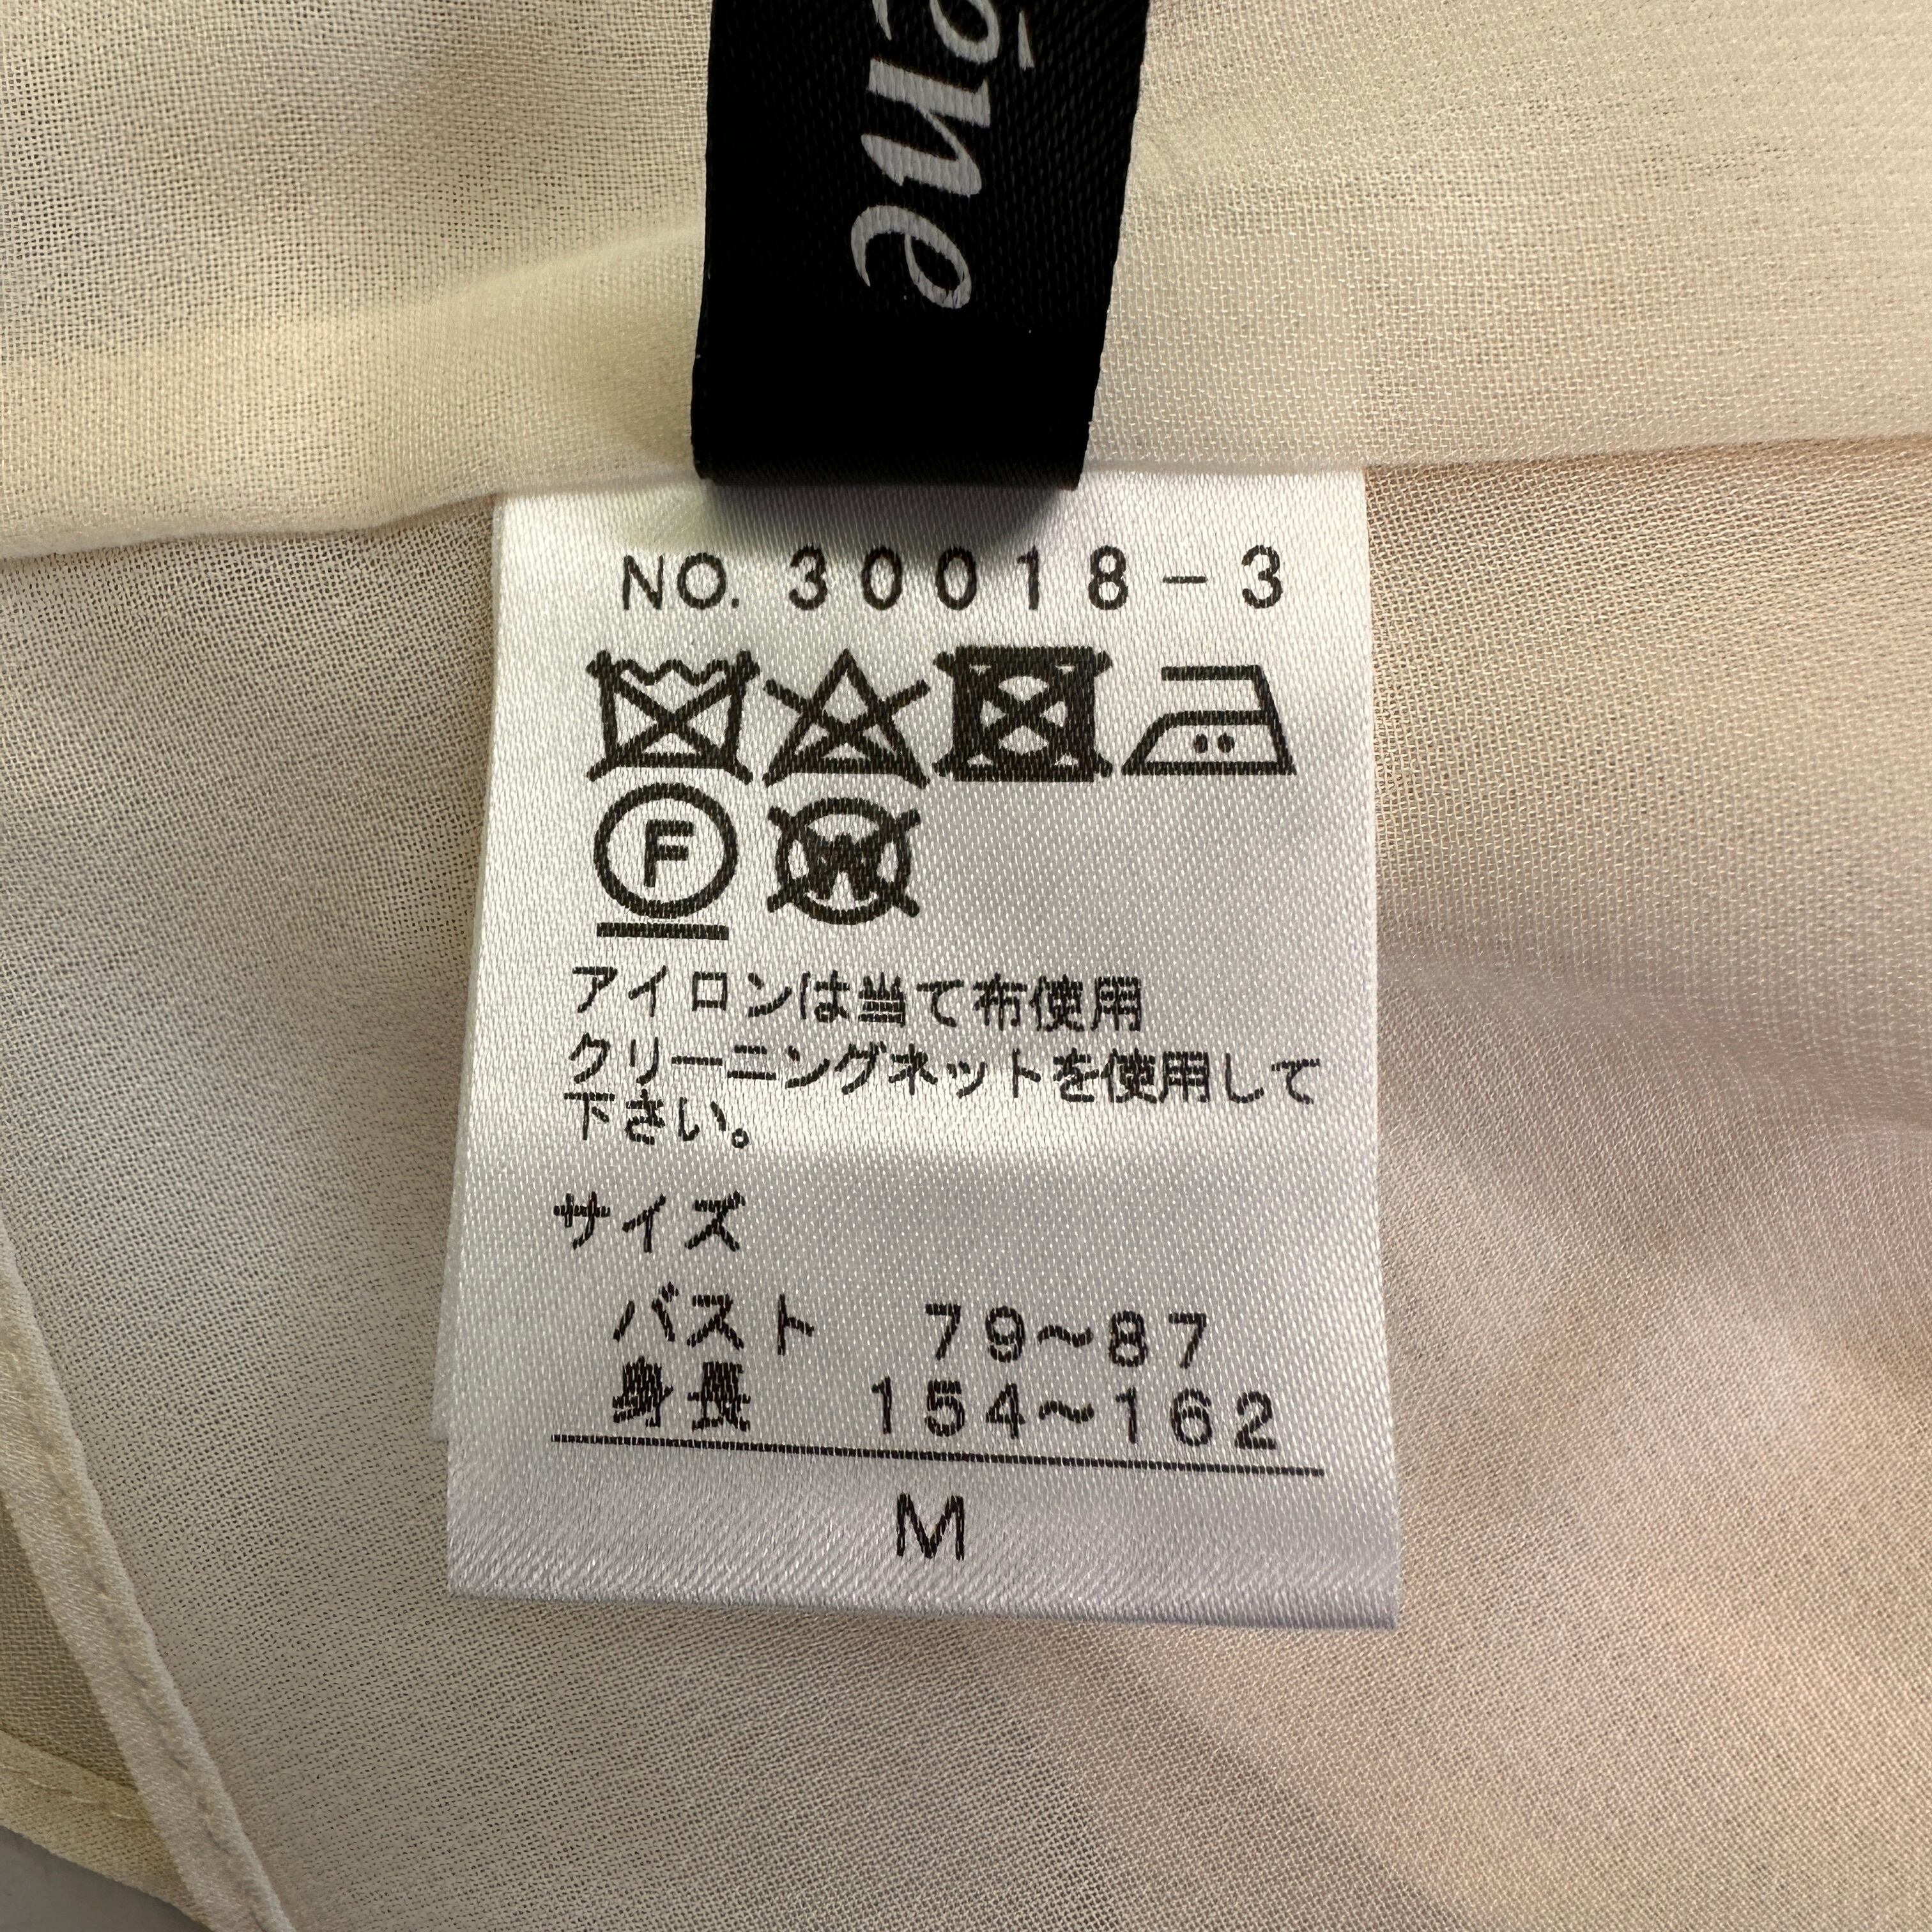 NO. 30018-3
F
W
アイロンは当て布使用
クリーニングネットを使用して
下さい。
サイズ
バスト 79~87
身長 154~162
M